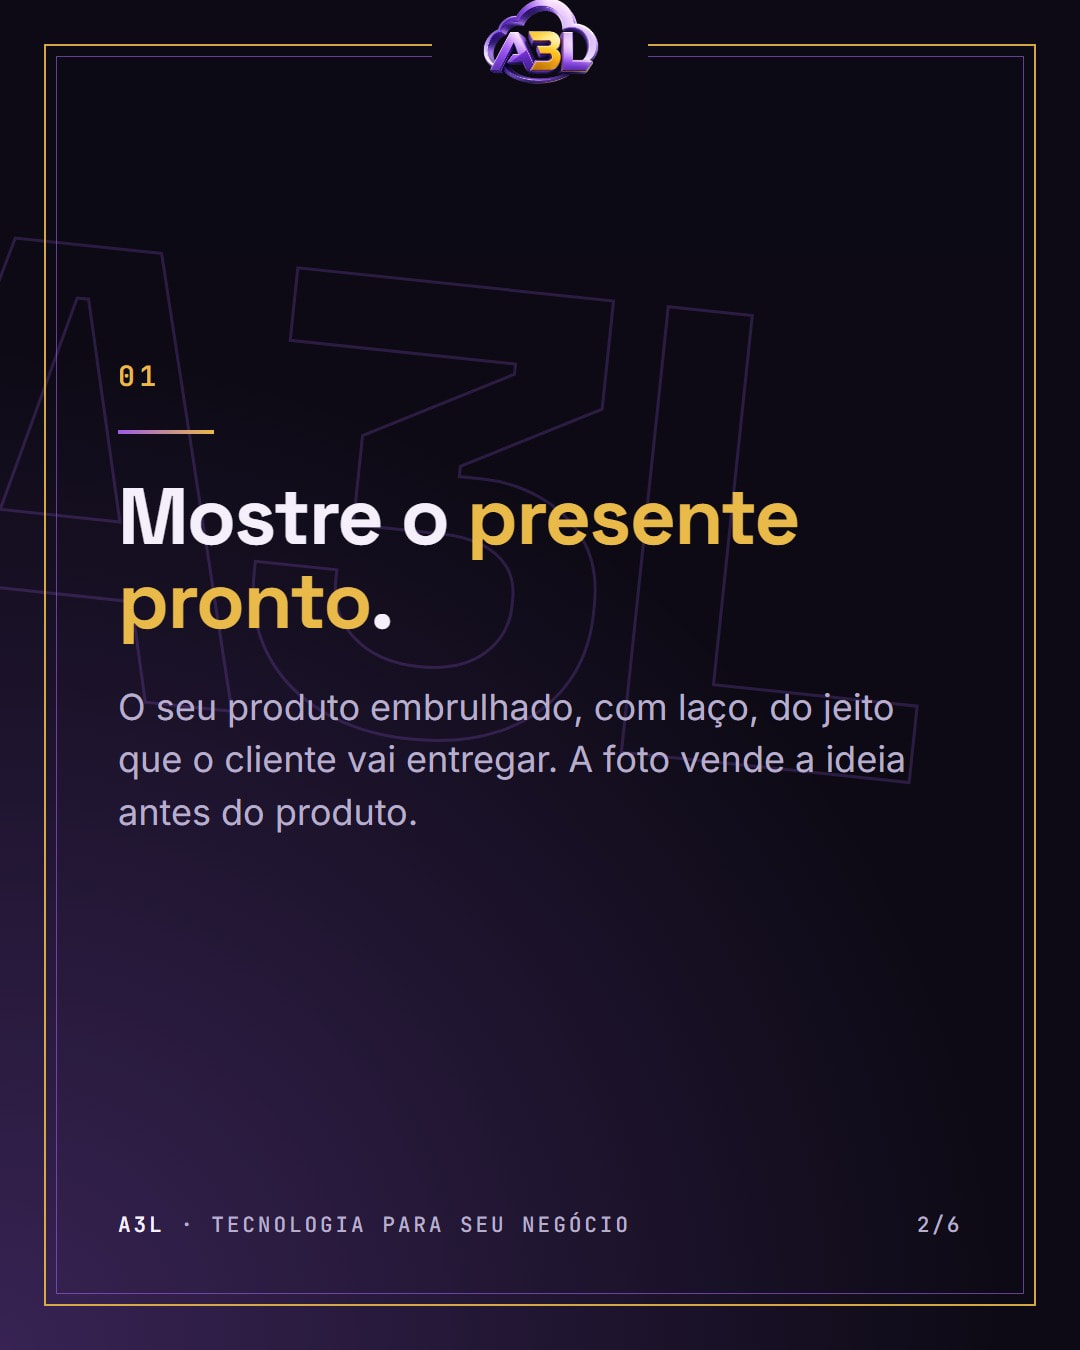 A3L
A3L
01
Mostre o presente
pronto.
O seu produto embrulhado, com laço, do jeito
que o cliente vai entregar. A foto vende a ideia
antes do produto.
A3L · TECNOLOGIA PARA SEU NEGÓCIO
2/6